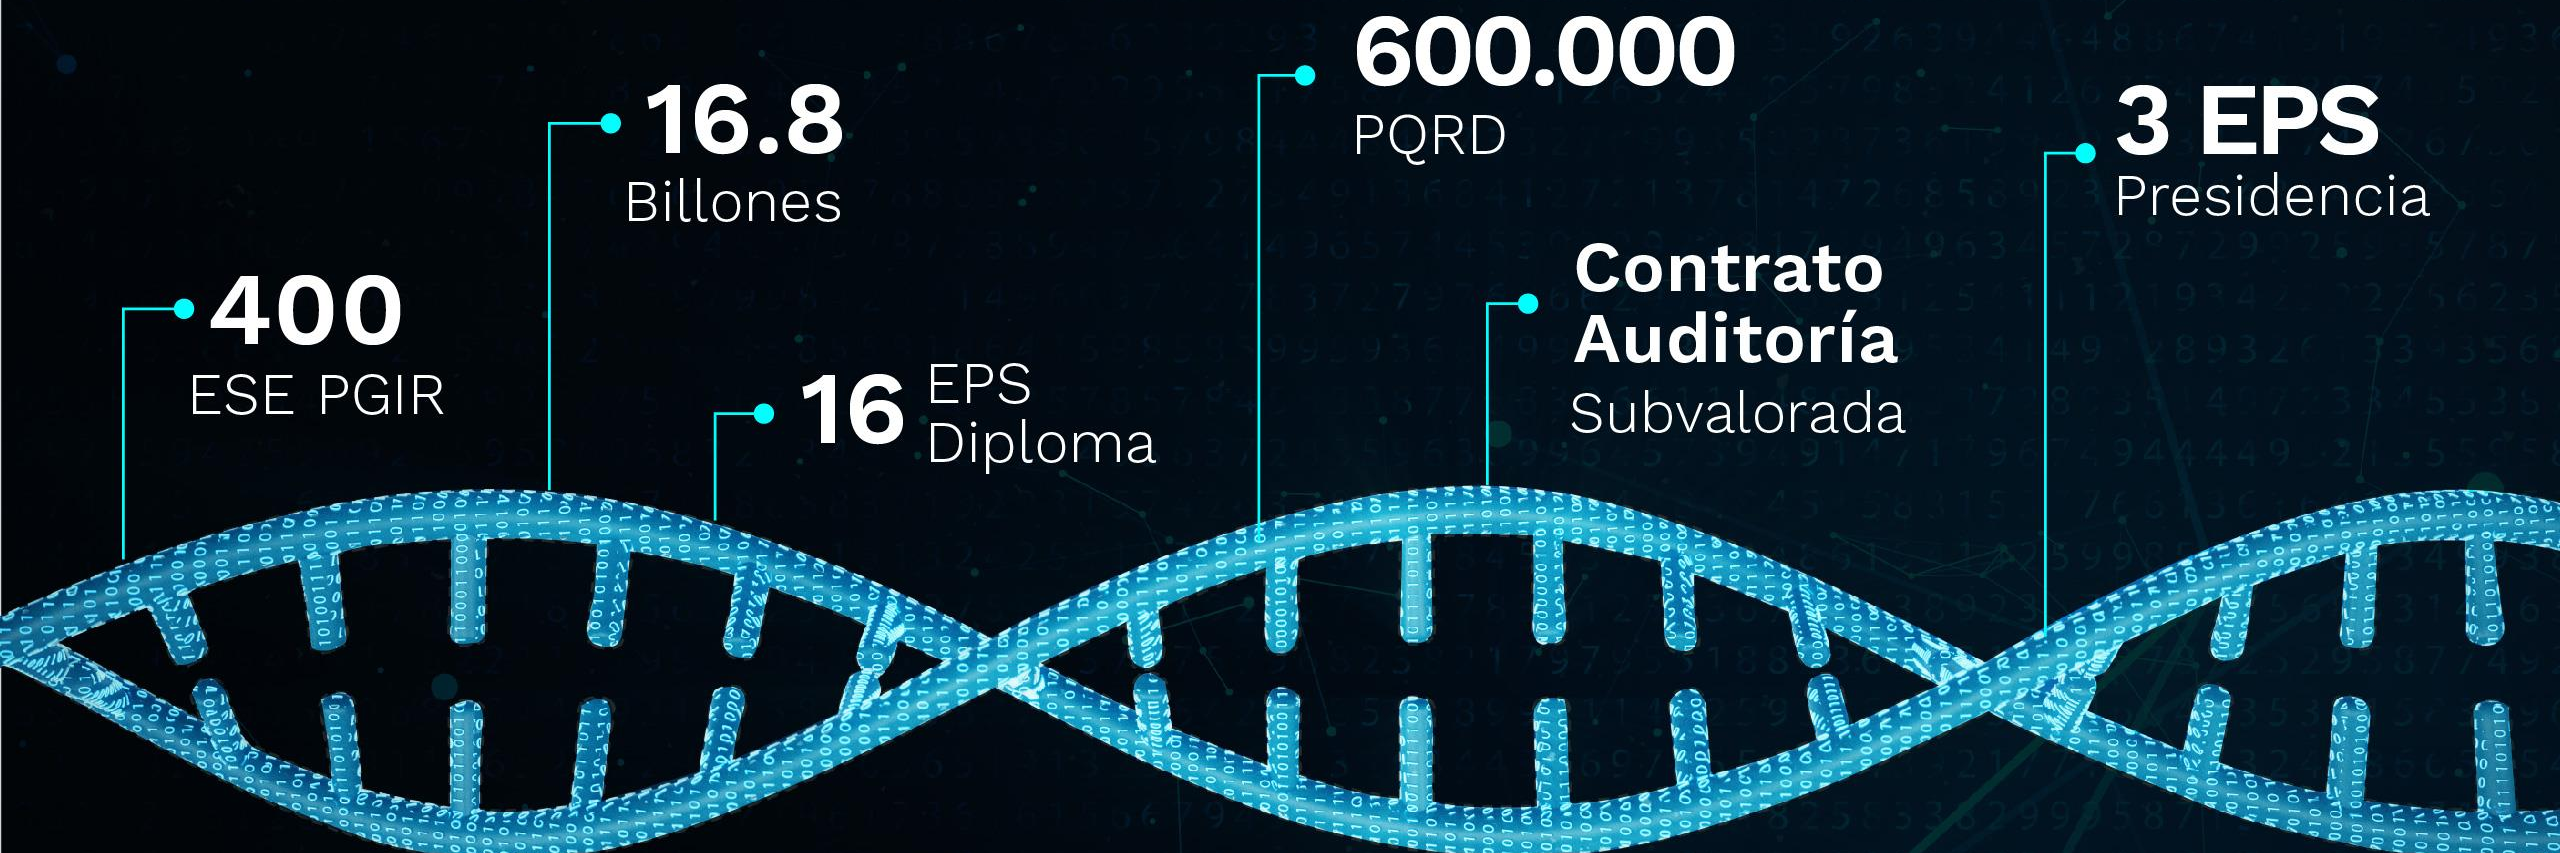 400
ESE PGIR
16.8
Billones
16 EPS
Diploma
600.000
PQRD
Contrato
Auditoría
Subvalorada
3 EPS
Presidencia